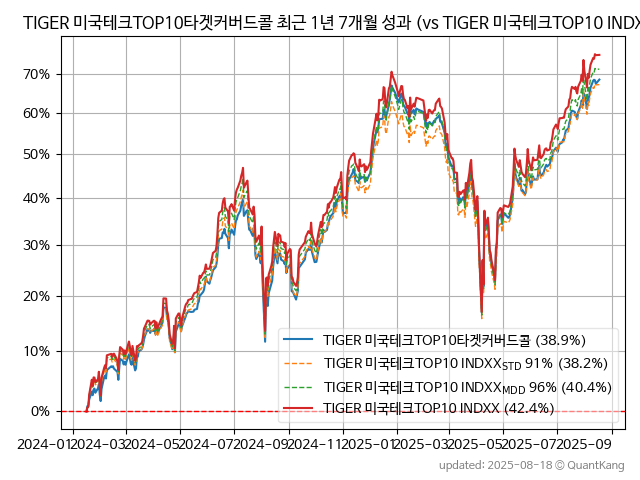 TIGER 미국테크TOP10타겟커버드콜 최근 1년 7개월 성과 (vs TIGER 미국테크TOP10 INDX
70%
60%
50%
40%
30%
20%
10%
0%
TIGER 미국테크TOP10타겟커버드콜 (38.9%)
TIGER 미국테크TOP10 INDXX STD 91% (38.2%)
TIGER 미국테크TOP10 INDXX MDD 96% (40.4%)
TIGER 미국테크TOP10 INDXX (42.4%)
2024-01 2024-03 2024-05 2024-07 2024-09 2024-11 2025-01 2025-03 2025-05 2025-07 2025-09
updated: 2025-08-18 © QuantKang